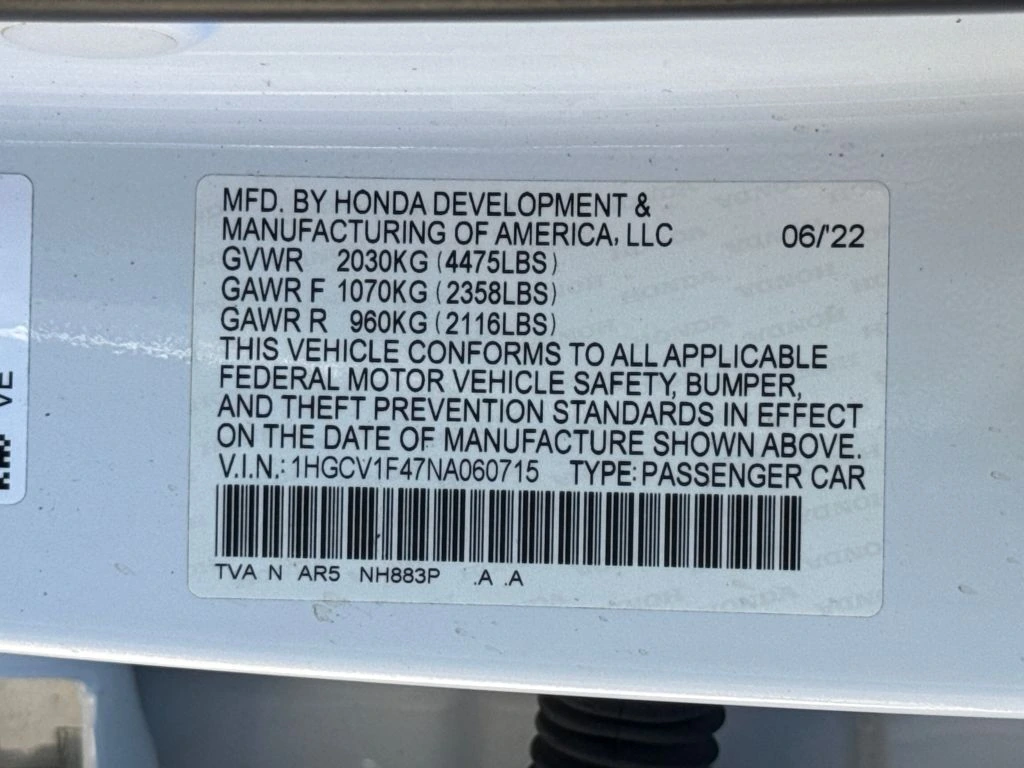 MFD. BY HONDA DEVELOPMENT &
MANUFACTURING OF AMERICA, LLC 06/'22
GVWR 2030KG (4475LBS)
GAWR F 1070KG (2358LBS)
GAWR R 960KG (2116LBS)
THIS VEHICLE CONFORMS TO ALL APPLICABLE
FEDERAL MOTOR VEHICLE SAFETY, BUMPER,
AND THEFT PREVENTION STANDARDS IN EFFECT
ON THE DATE OF MANUFACTURE SHOWN ABOVE.
V.I.N.: 1HGCV1F47NA060715 TYPE: PASSENGER CAR
TVA N AR5 NH883P .A .A
VE